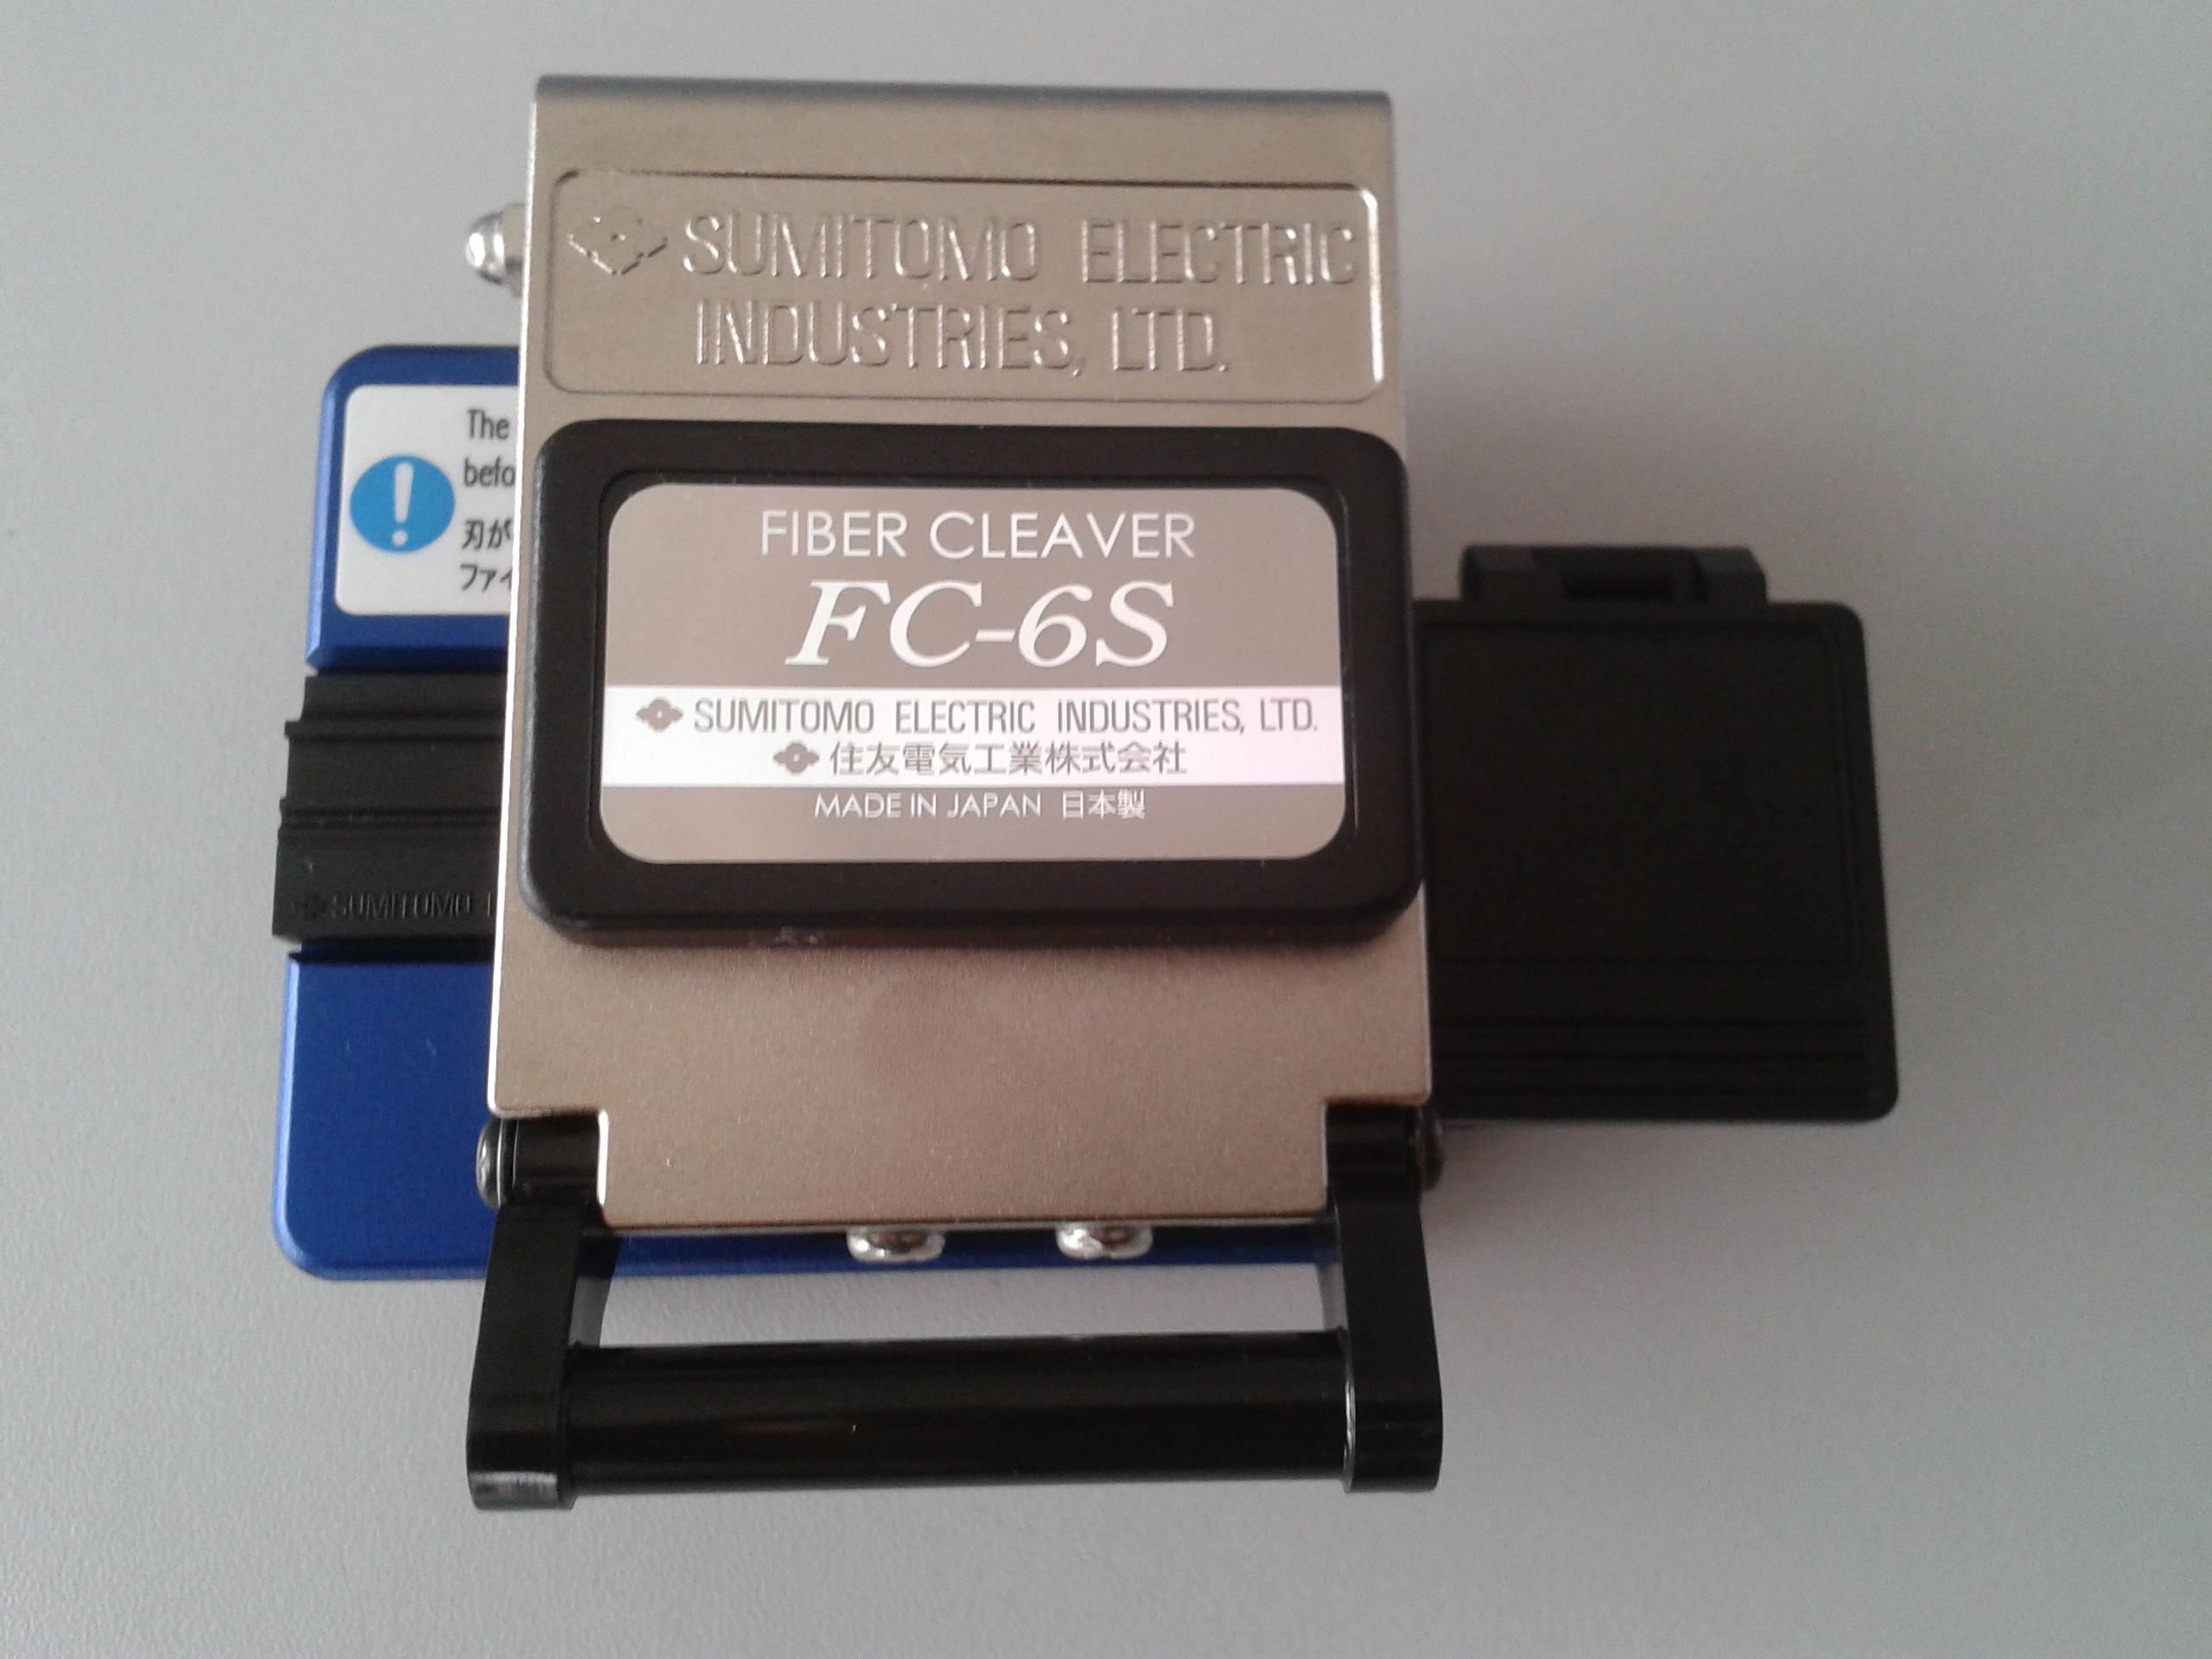 SUMITOMO ELECTRIC
INDUSTRIES, LTD.
The
befo
刃が
ファイ
FIBER CLEAVER
FC-6S
SUMITOMO ELECTRIC INDUSTRIES, LTD.
住友電気工業株式会社
MADE IN JAPAN 日本製
SUMITOMO E